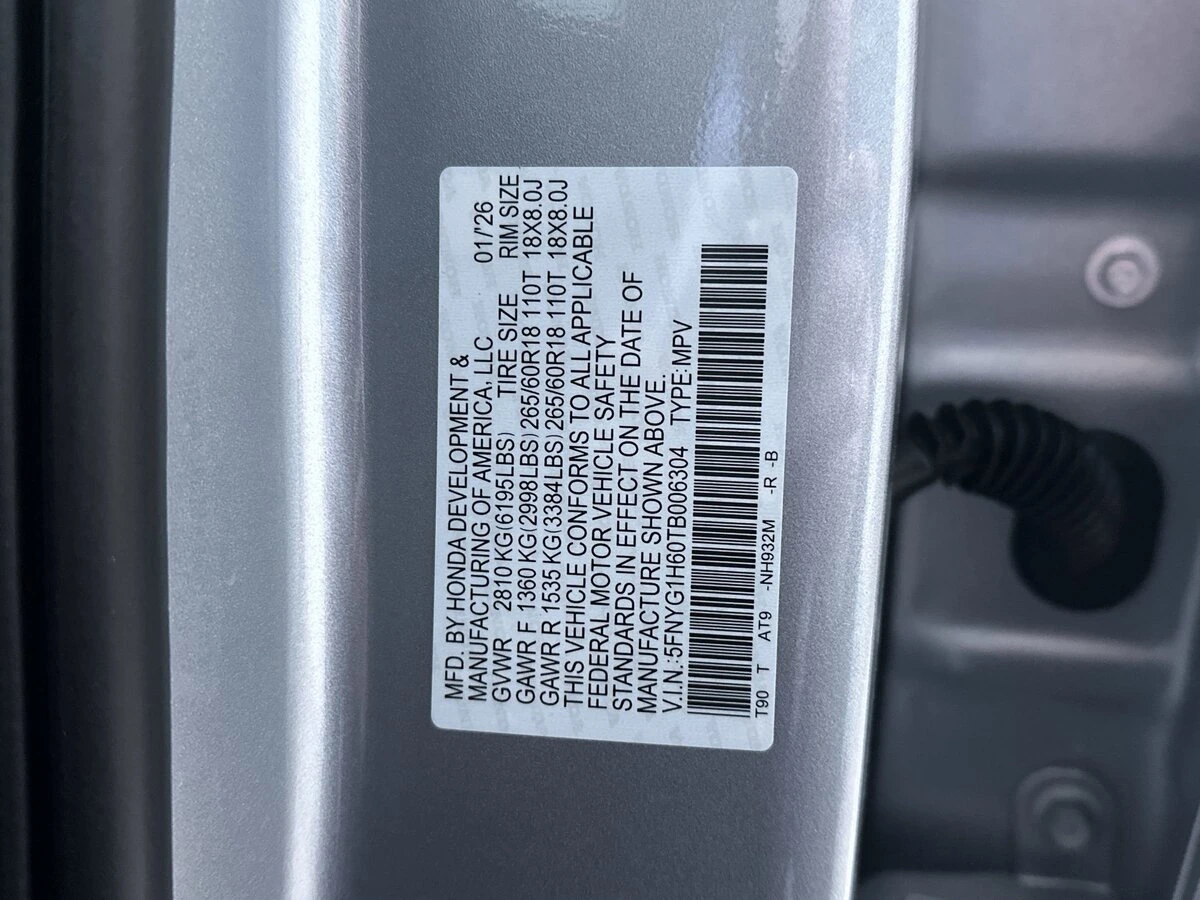 MFD. BY HONDA DEVELOPMENT &
MANUFACTURING OF AMERICA, LLC 01/'26
GVWR 2810 KG(6195LBS) TIRE SIZE RIM SIZE
GAWR F 1360 KG(2998LBS) 265/60R18 110T 18X8.0J
GAWR R 1535 KG(3384LBS) 265/60R18 110T 18X8.0J
THIS VEHICLE CONFORMS TO ALL APPLICABLE
FEDERAL MOTOR VEHICLE SAFETY
STANDARDS IN EFFECT ON THE DATE OF
MANUFACTURE SHOWN ABOVE.
V.I.N.:5FNYG1H60TB006304 TYPE:MPV
T90 T AT9 -NH932M -R -B